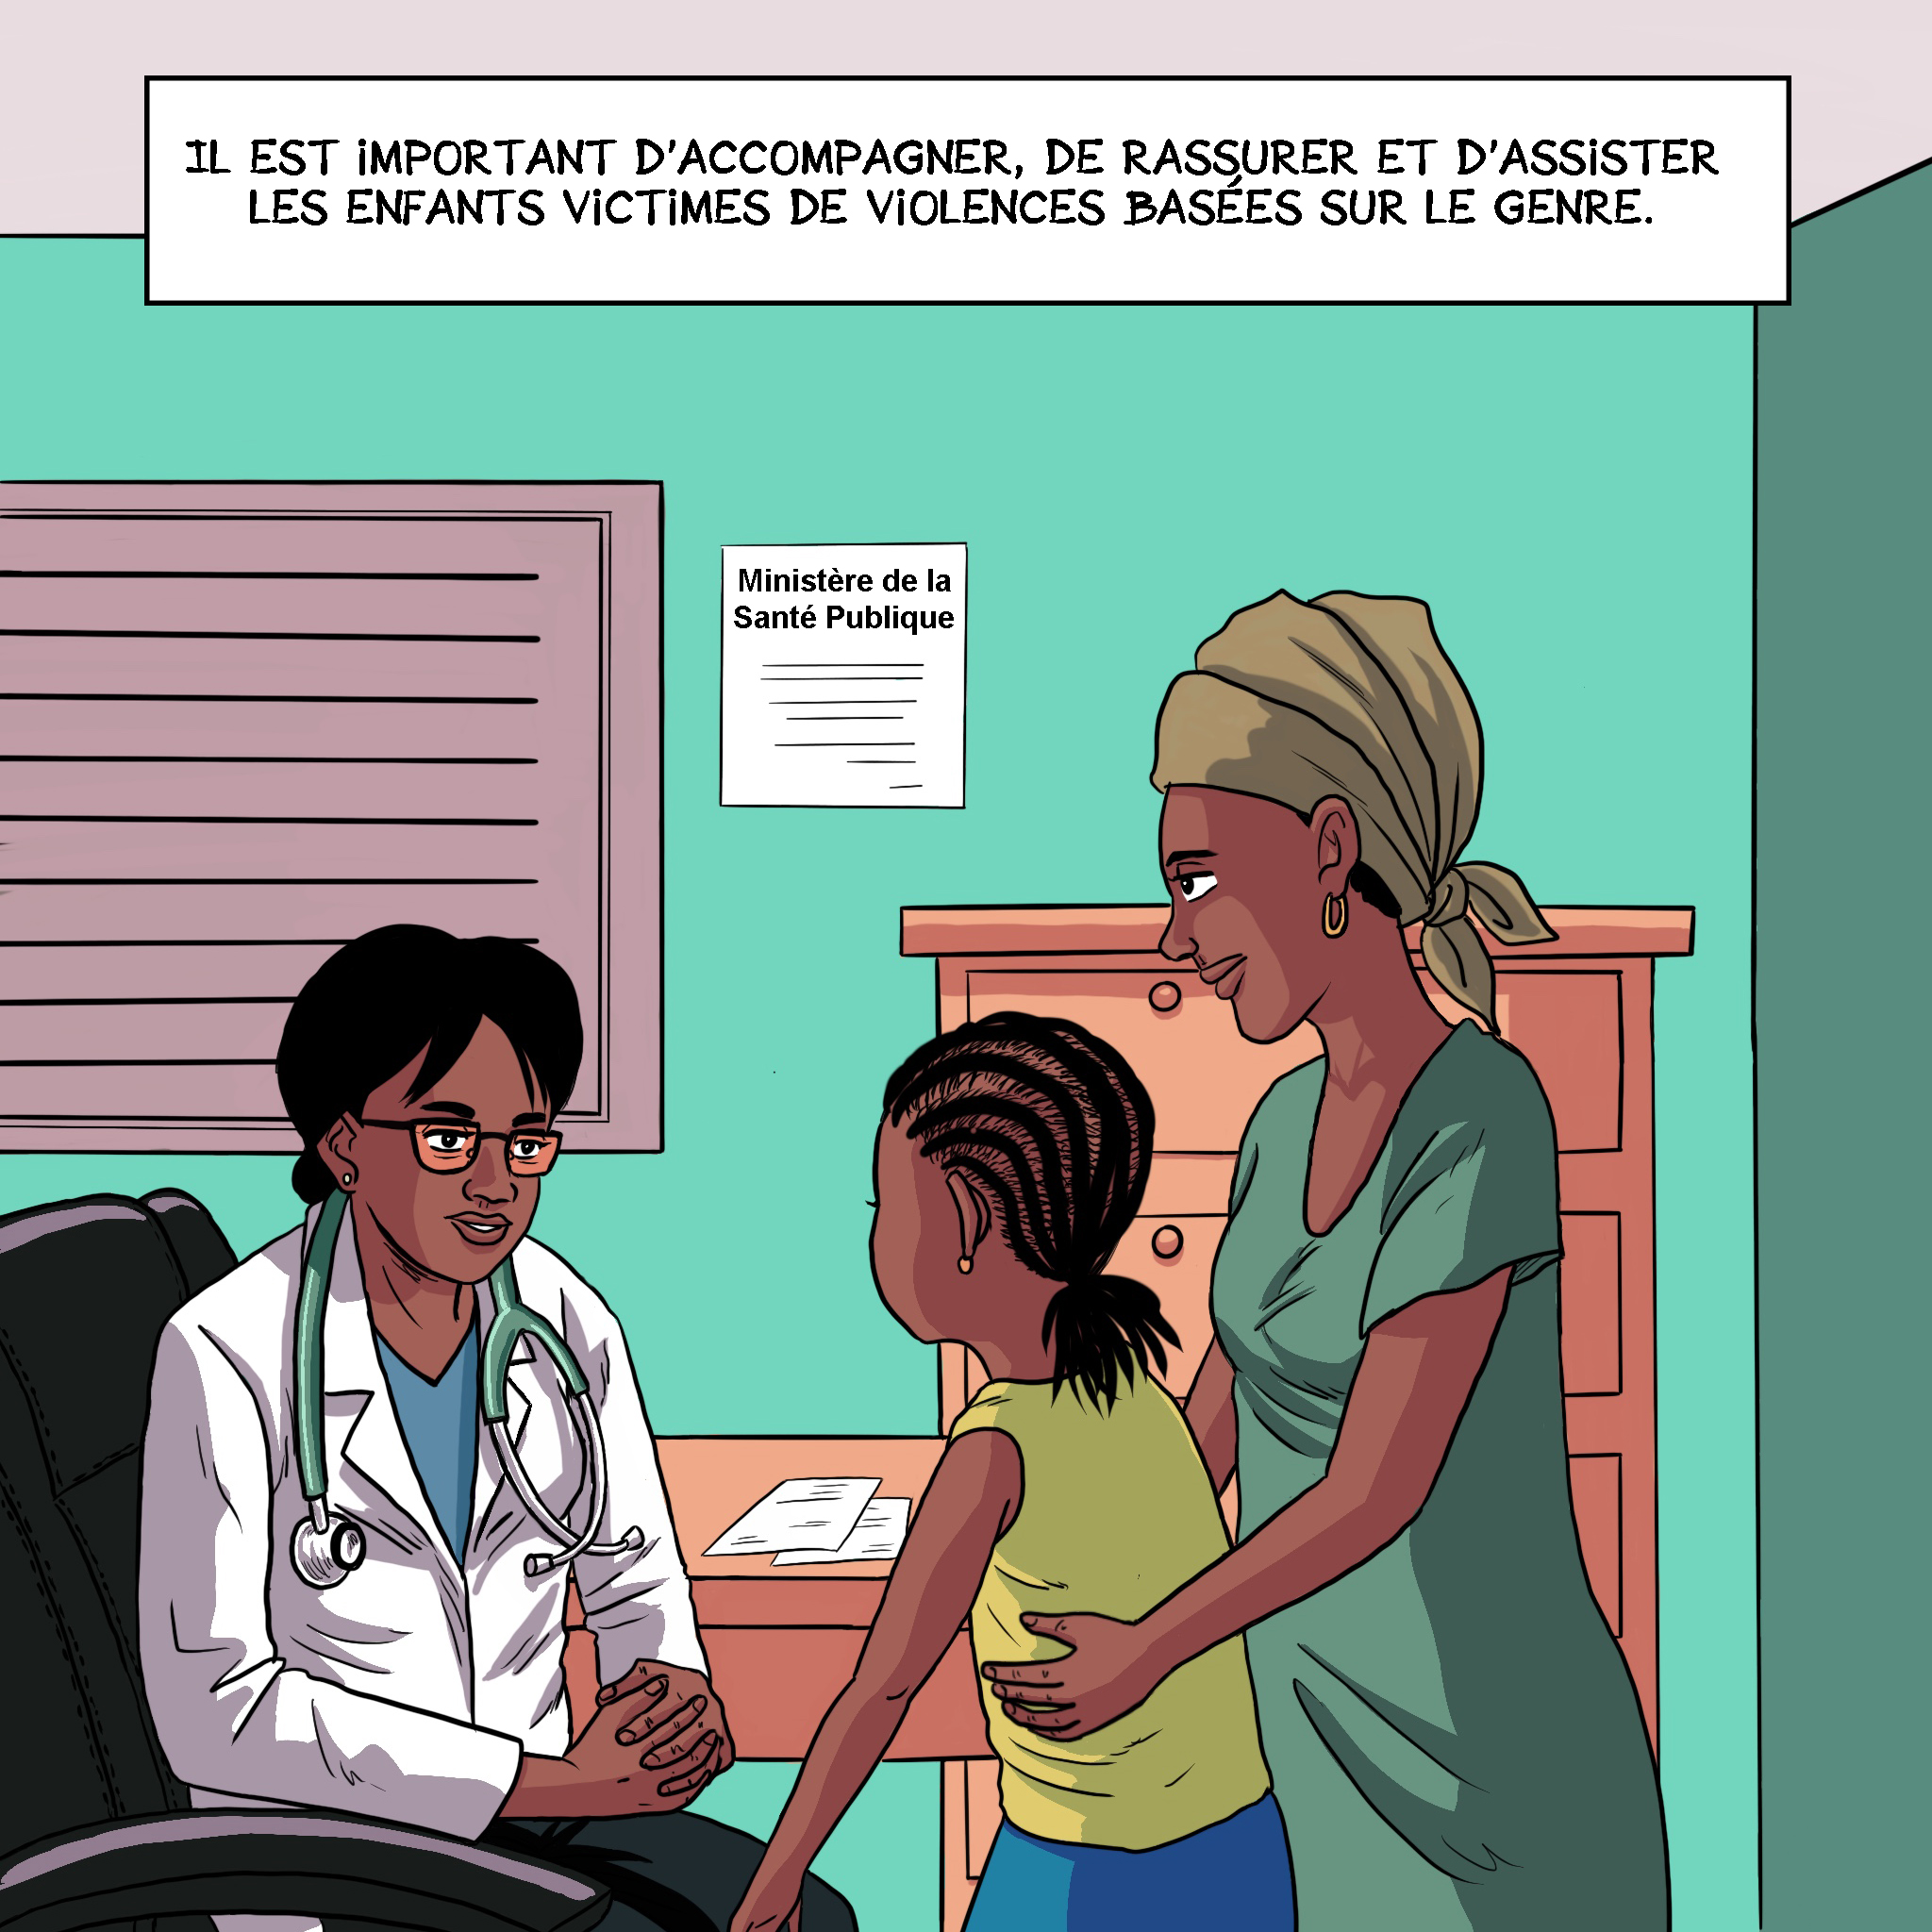 IL EST IMPORTANT D'ACCOMPAGNER, DE RASSURER ET D'ASSISTER
LES ENFANTS VICTIMES DE VIOLENCES BASÉES SUR LE GENRE.
Ministère de la
Santé Publique